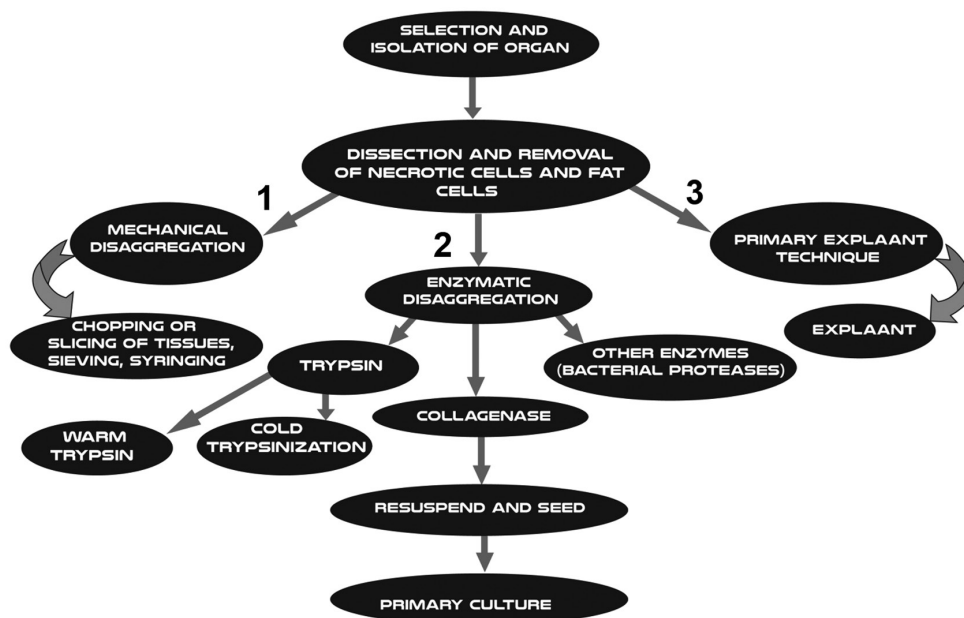 SELECTION AND
ISOLATION OF ORGAN
DISSECTION AND REMOVAL
OF NECROTIC CELLS AND FAT
CELLS
1
2
3
MECHANICAL
DISAGGREGATION
ENZYMATIC
DISAGGREGATION
PRIMARY EXPLAANT
TECHNIQUE
CHOPPING OR
SLICING OF TISSUES,
SIEVING, SYRINGING
TRYPSIN
OTHER ENZYMES
(BACTERIAL PROTEASES)
EXPLAANT
WARM
TRYPSIN
COLD
TRYPSINIZATION
COLLAGENASE
RESUSPEND AND SEED
PRIMARY CULTURE